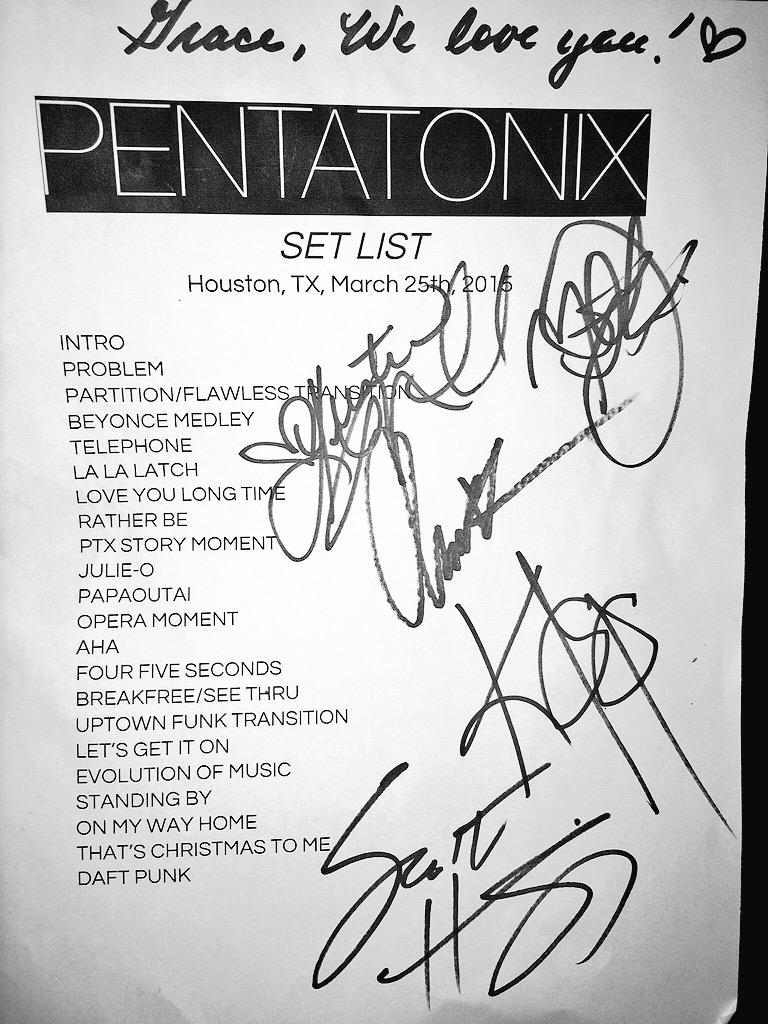 Grace, We love you!
PENTATONIX
SET LIST
Houston, TX, March 25th, 2015
INTRO
PROBLEM
PARTITION/FLAWLESS TRANSITION
BEYONCE MEDLEY
TELEPHONE
LA LA LATCH
LOVE YOU LONG TIME
RATHER BE
PTX STORY MOMENT
JULIE-O
PAPAOUTAI
OPERA MOMENT
AHA
FOUR FIVE SECONDS
BREAKFREE/SEE THRU
UPTOWN FUNK TRANSITION
LET'S GET IT ON
EVOLUTION OF MUSIC
STANDING BY
ON MY WAY HOME
THAT'S CHRISTMAS TO ME
DAFT PUNK
Scott